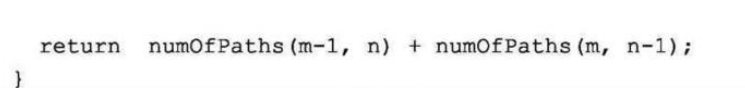 return numOfPaths(m-1, n) + numOfPaths(m, n-1);
}